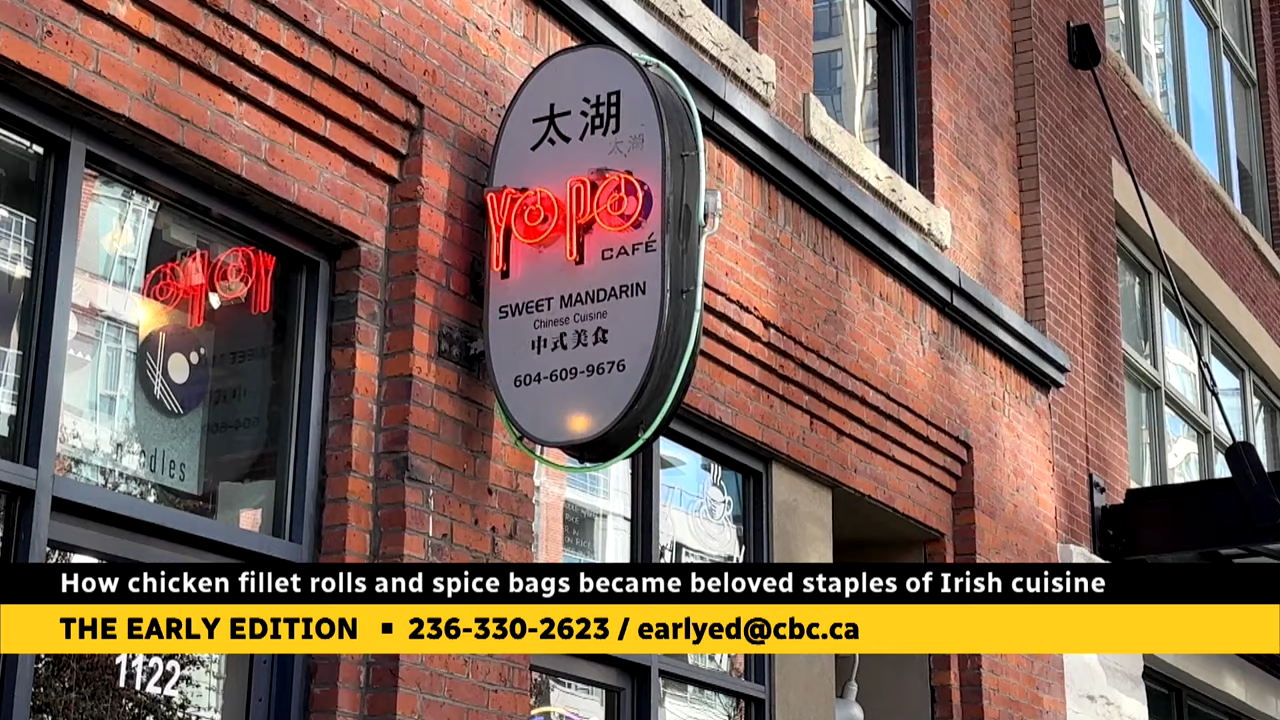 太湖
太湖
YOPO
CAFÉ
SWEET MANDARIN
Chinese Cuisine
中式美食
604-609-9676
noodles
How chicken fillet rolls and spice bags became beloved staples of Irish cuisine
THE EARLY EDITION ▪ 236-330-2623 / earlyed@cbc.ca
1122